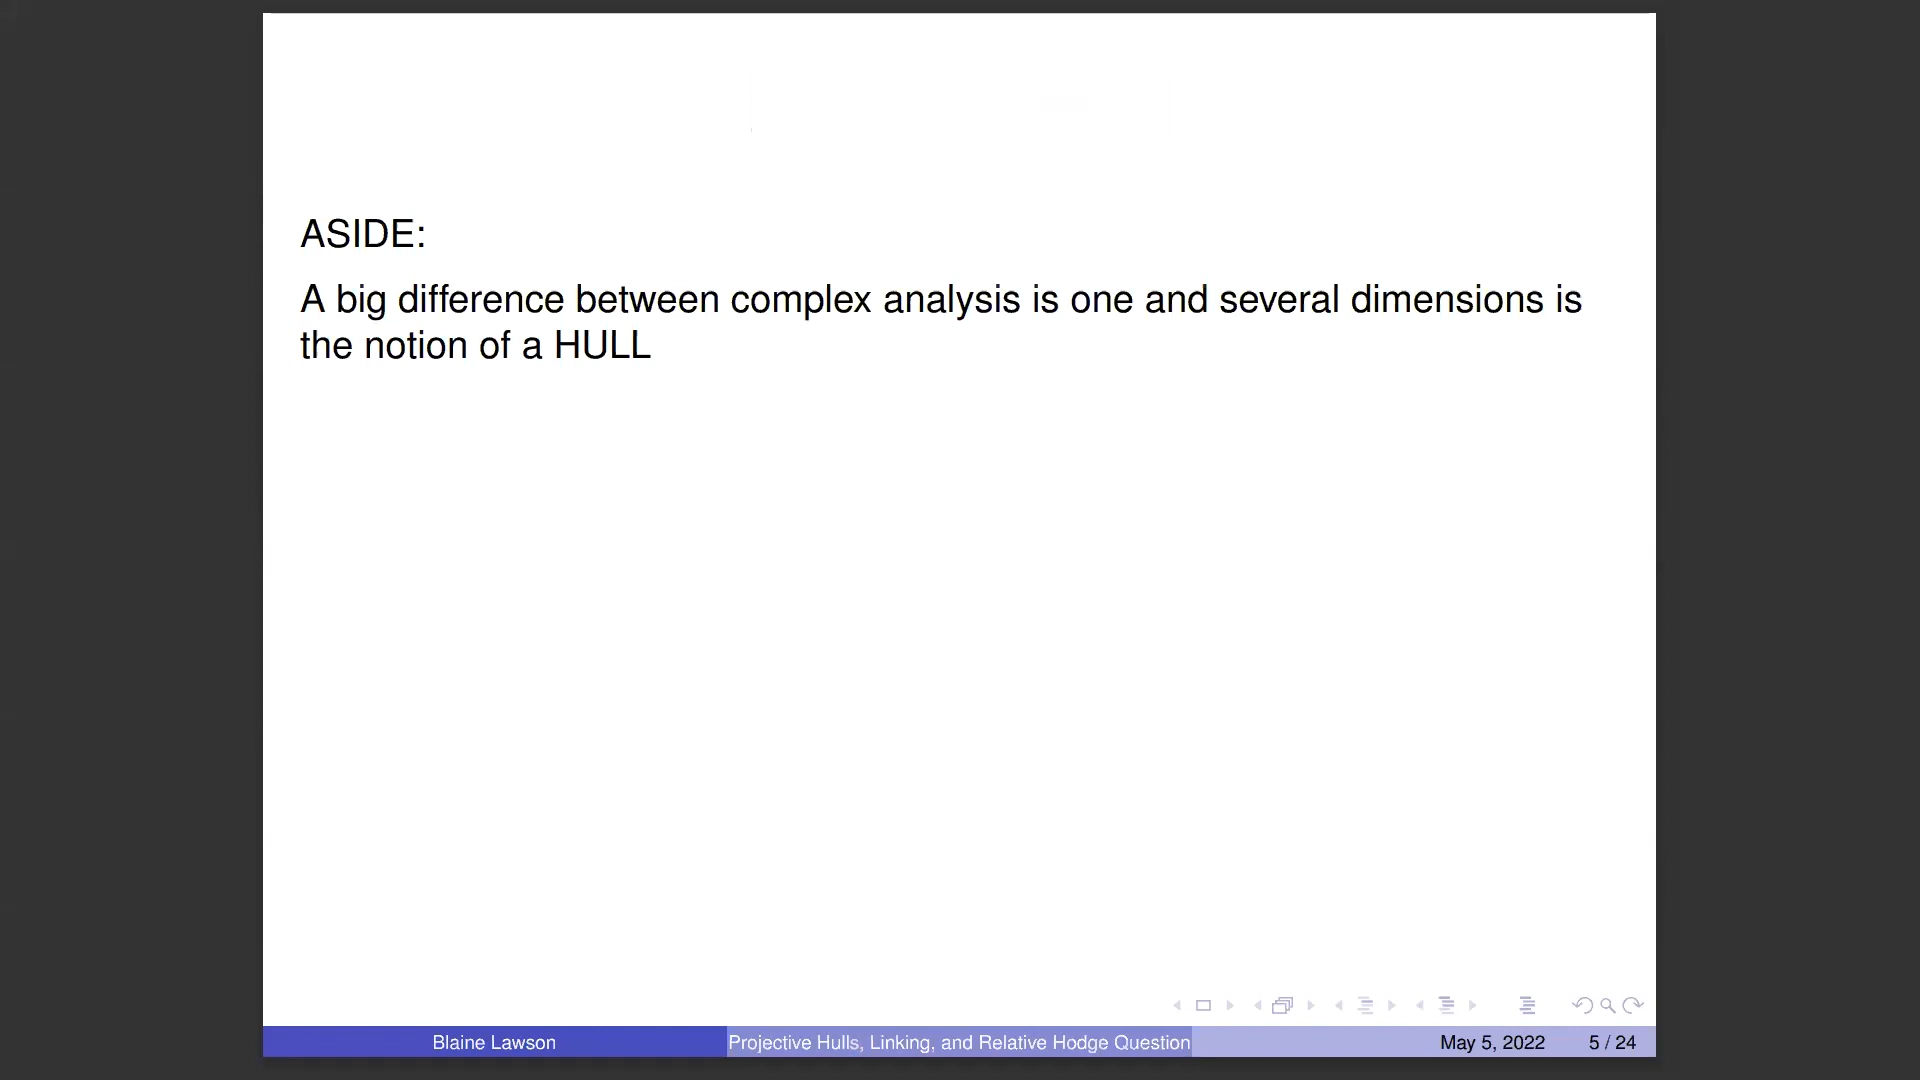 ASIDE:
A big difference between complex analysis is one and several dimensions is
the notion of a HULL
Blaine Lawson
Projective Hulls, Linking, and Relative Hodge Question
May 5, 2022
5 / 24